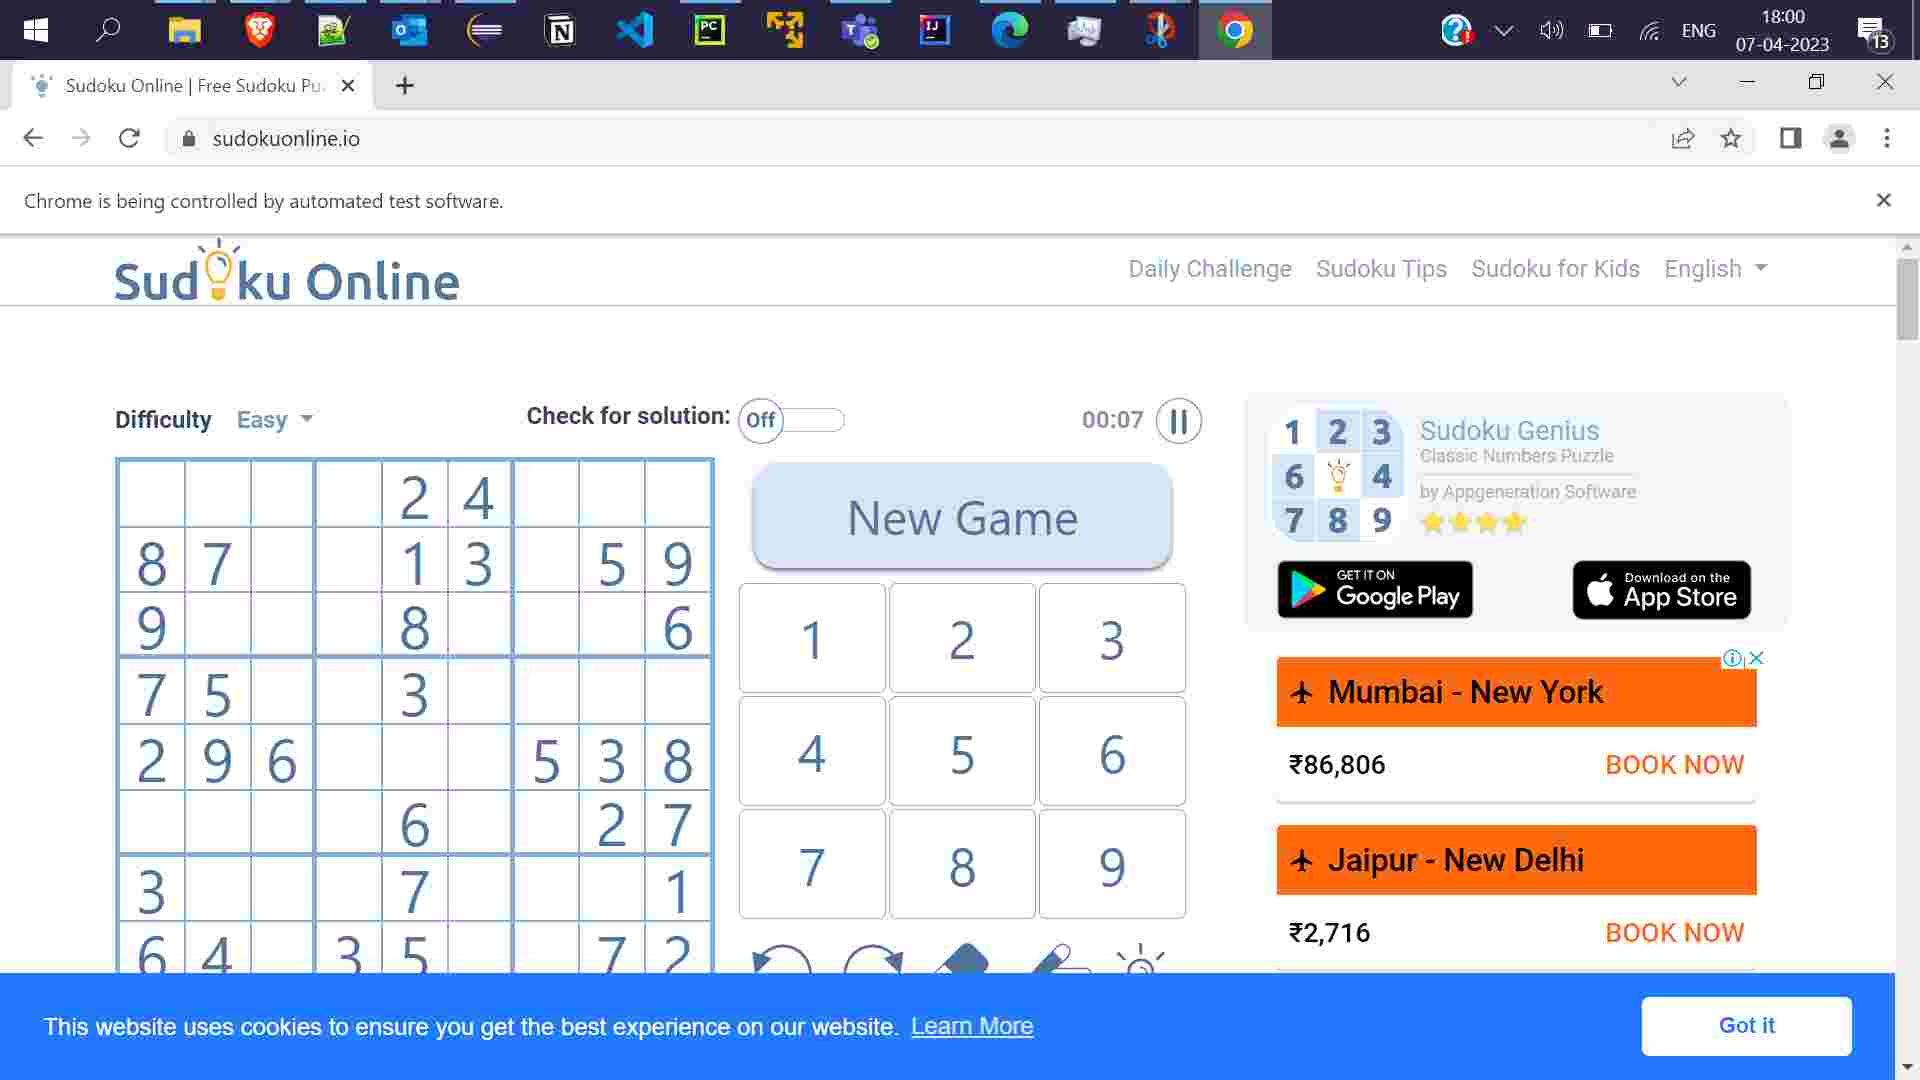 ENG
18:00
07-04-2023
13
Sudoku Online | Free Sudoku Pu
sudokuonline.io
Chrome is being controlled by automated test software.
Sudoku Online
Daily Challenge Sudoku Tips Sudoku for Kids English
Difficulty Easy
Check for solution: Off
00:07
2 4
8 7 1 3 5 9
9 8 6
7 5 3
2 9 6 5 3 8
6 2 7
3 7 1
6 4 3 5 7 2
New Game
1 2 3
4 5 6
7 8 9
1 2 3
6 4
7 8 9
Sudoku Genius
Classic Numbers Puzzle
by Appgeneration Software
GET IT ON
Google Play
Download on the
App Store
Mumbai - New York
₹86,806 BOOK NOW
Jaipur - New Delhi
₹2,716 BOOK NOW
This website uses cookies to ensure you get the best experience on our website. Learn More
Got it